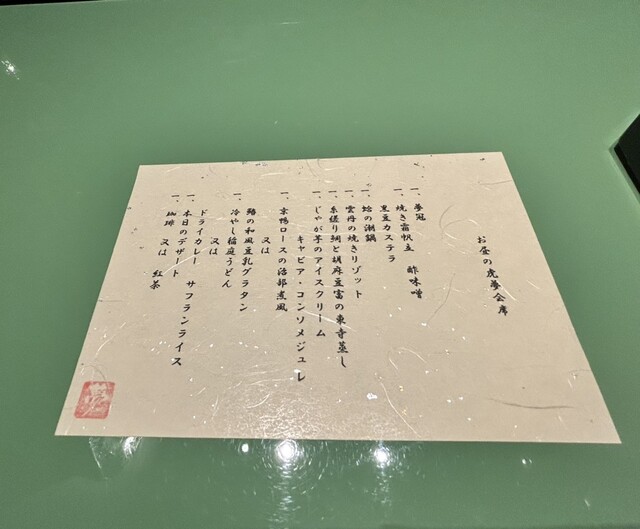 お昼の虎夢会席
一、夢冠
一、焼き霜帆立 酢味噌
黒豆カステラ
一、蛤の潮鍋
一、雲丹の焼きリゾット
一、糸縒り鯛と胡麻豆富の東寺蒸し
一、じゃが芋のアイスクリーム
キャビア・コンソメジュレ
一、京鴨ロースの治部煮風
又は
鰆の和風豆乳グラタン
一、冷やし稲庭うどん
又は
ドライカレー サフランライス
一、本日のデザート
一、珈琲 又は 紅茶